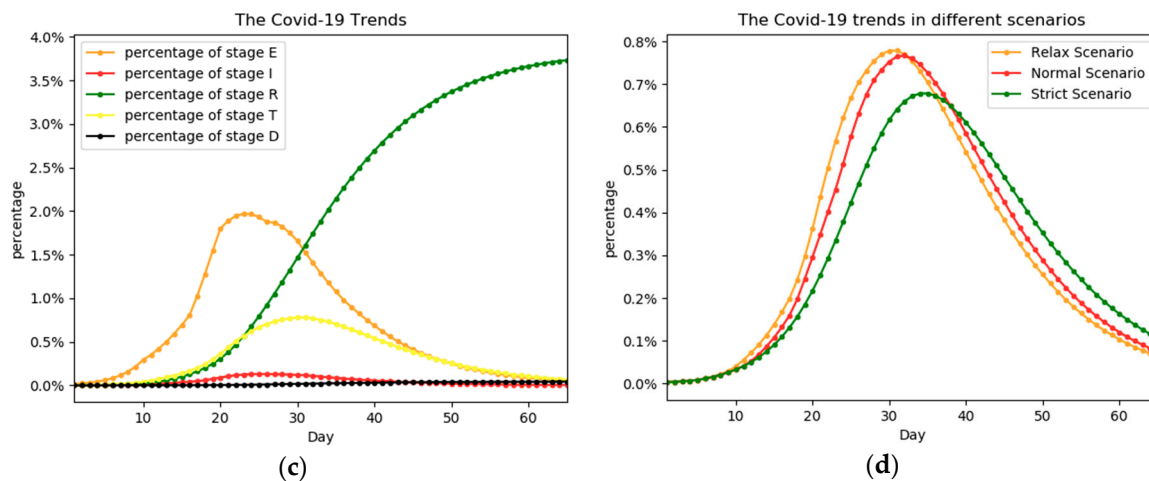 The Covid-19 Trends
4.0%
3.5%
3.0%
2.5%
2.0%
1.5%
1.0%
0.5%
0.0%
percentage
percentage of stage E
percentage of stage I
percentage of stage R
percentage of stage T
percentage of stage D
10 20 30 40 50 60
Day
(c)
The Covid-19 trends in different scenarios
0.8%
0.7%
0.6%
0.5%
0.4%
0.3%
0.2%
0.1%
0.0%
percentage
Relax Scenario
Normal Scenario
Strict Scenario
10 20 30 40 50 60
Day
(d)